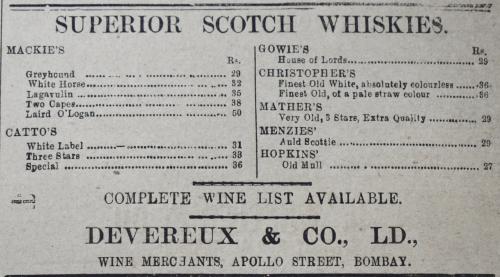 SUPERIOR SCOTCH WHISKIES.
MACKIE'S
Rs.
Greyhound ... 29
White Horse ... 32
Lagavulin ... 35
Two Capes ... 38
Laird O'Logan ... 50
CATTO'S
White Label ... 31
Three Stars ... 33
Special ... 36
GOWIE'S Rs.
House of Lords ... 29
CHRISTOPHER'S
Finest Old White, absolutely colourless ... 36
Finest Old, of a pale straw colour ... 36
MATHER'S
Very Old, 3 Stars, Extra Quality ... 29
MENZIES'
Auld Scottie ... 29
HOPKINS'
Old Mull ... 27
COMPLETE WINE LIST AVAILABLE.
DEVEREUX & CO., LD.,
WINE MERCHANTS, APOLLO STREET, BOMBAY.